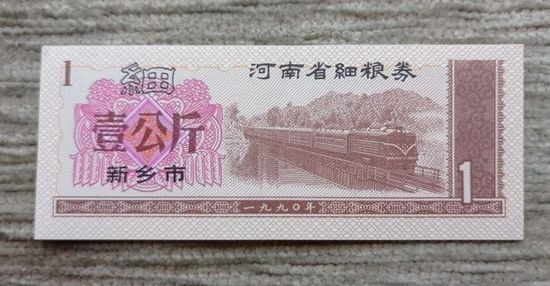 1
細
河南省細粮券
壹公斤
新乡市
1
一九九〇年